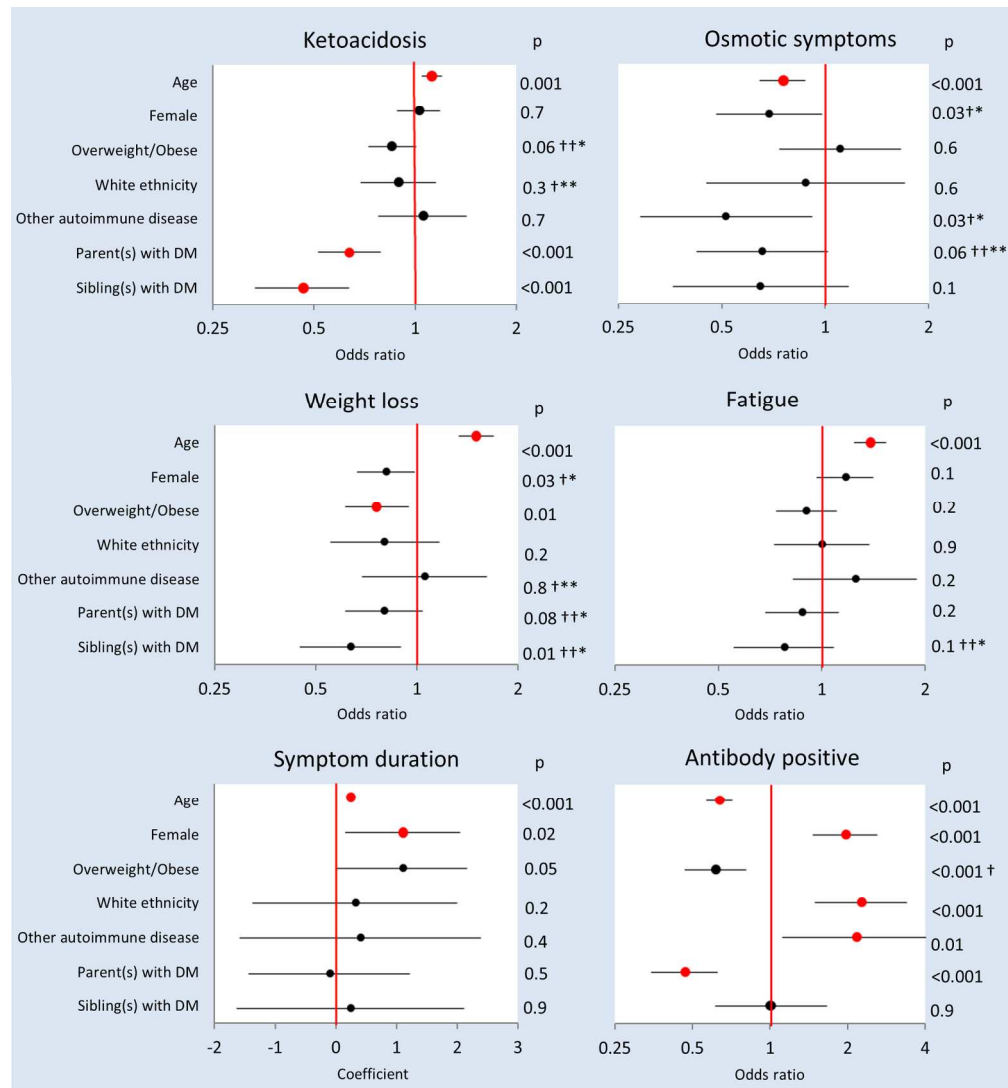 Ketoacidosis p
Age 0.001
Female 0.7
Overweight/Obese 0.06 ††*
White ethnicity 0.3 †**
Other autoimmune disease 0.7
Parent(s) with DM <0.001
Sibling(s) with DM <0.001
0.25 0.5 1 2
Odds ratio
Osmotic symptoms p
<0.001
0.03†*
0.6
0.6
0.03†*
0.06 ††**
0.1
0.25 0.5 1 2
Odds ratio
Weight loss p
Age <0.001
Female 0.03 †*
Overweight/Obese 0.01
White ethnicity 0.2
Other autoimmune disease 0.8 †**
Parent(s) with DM 0.08 ††*
Sibling(s) with DM 0.01 ††*
0.25 0.5 1 2
Odds ratio
Fatigue p
<0.001
0.1
0.2
0.9
0.2
0.2
0.1 ††*
0.25 0.5 1 2
Odds ratio
Symptom duration p
Age <0.001
Female 0.02
Overweight/Obese 0.05
White ethnicity 0.2
Other autoimmune disease 0.4
Parent(s) with DM 0.5
Sibling(s) with DM 0.9
-2 -1 0 1 2 3
Coefficient
Antibody positive p
<0.001
<0.001
<0.001 †
<0.001
0.01
<0.001
0.9
0.25 0.5 1 2 4
Odds ratio